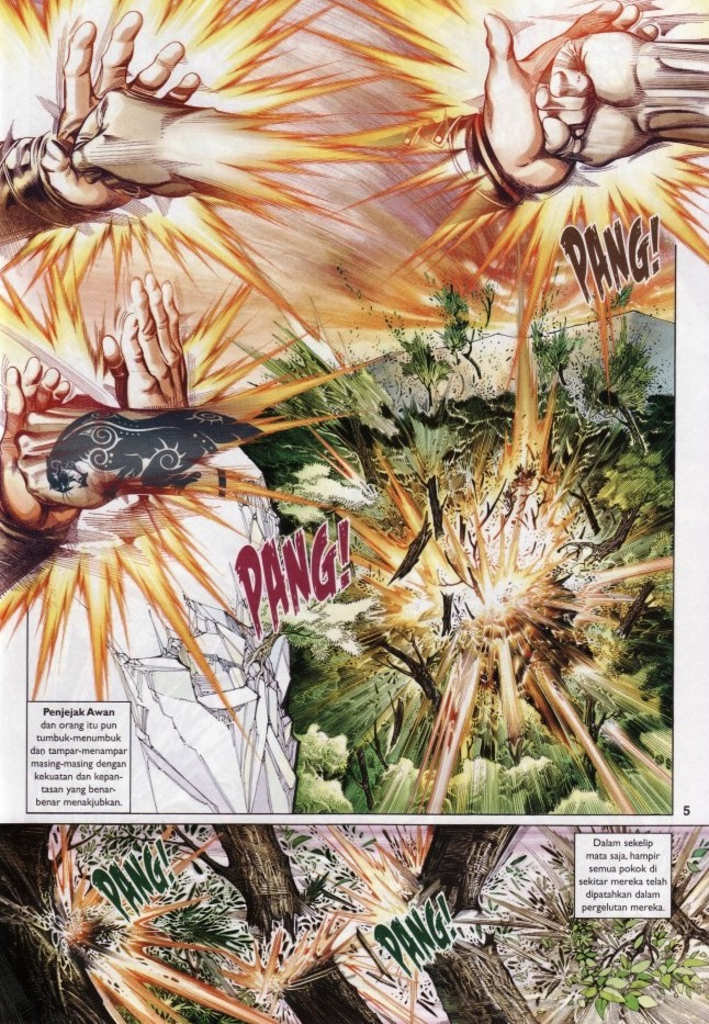 PANG!
PANG!
Penjejak Awan
dan orang itu pun
tumbuk-menumbuk
dan tampar-menampar
masing-masing dengan
kekuatan dan kepan-
tasan yang benar-
benar menakjubkan.
5
Dalam sekelip
mata saja, hampir
semua pokok di
sekitar mereka telah
dipatahkan dalam
pergelutan mereka.
PANG!
PANG!